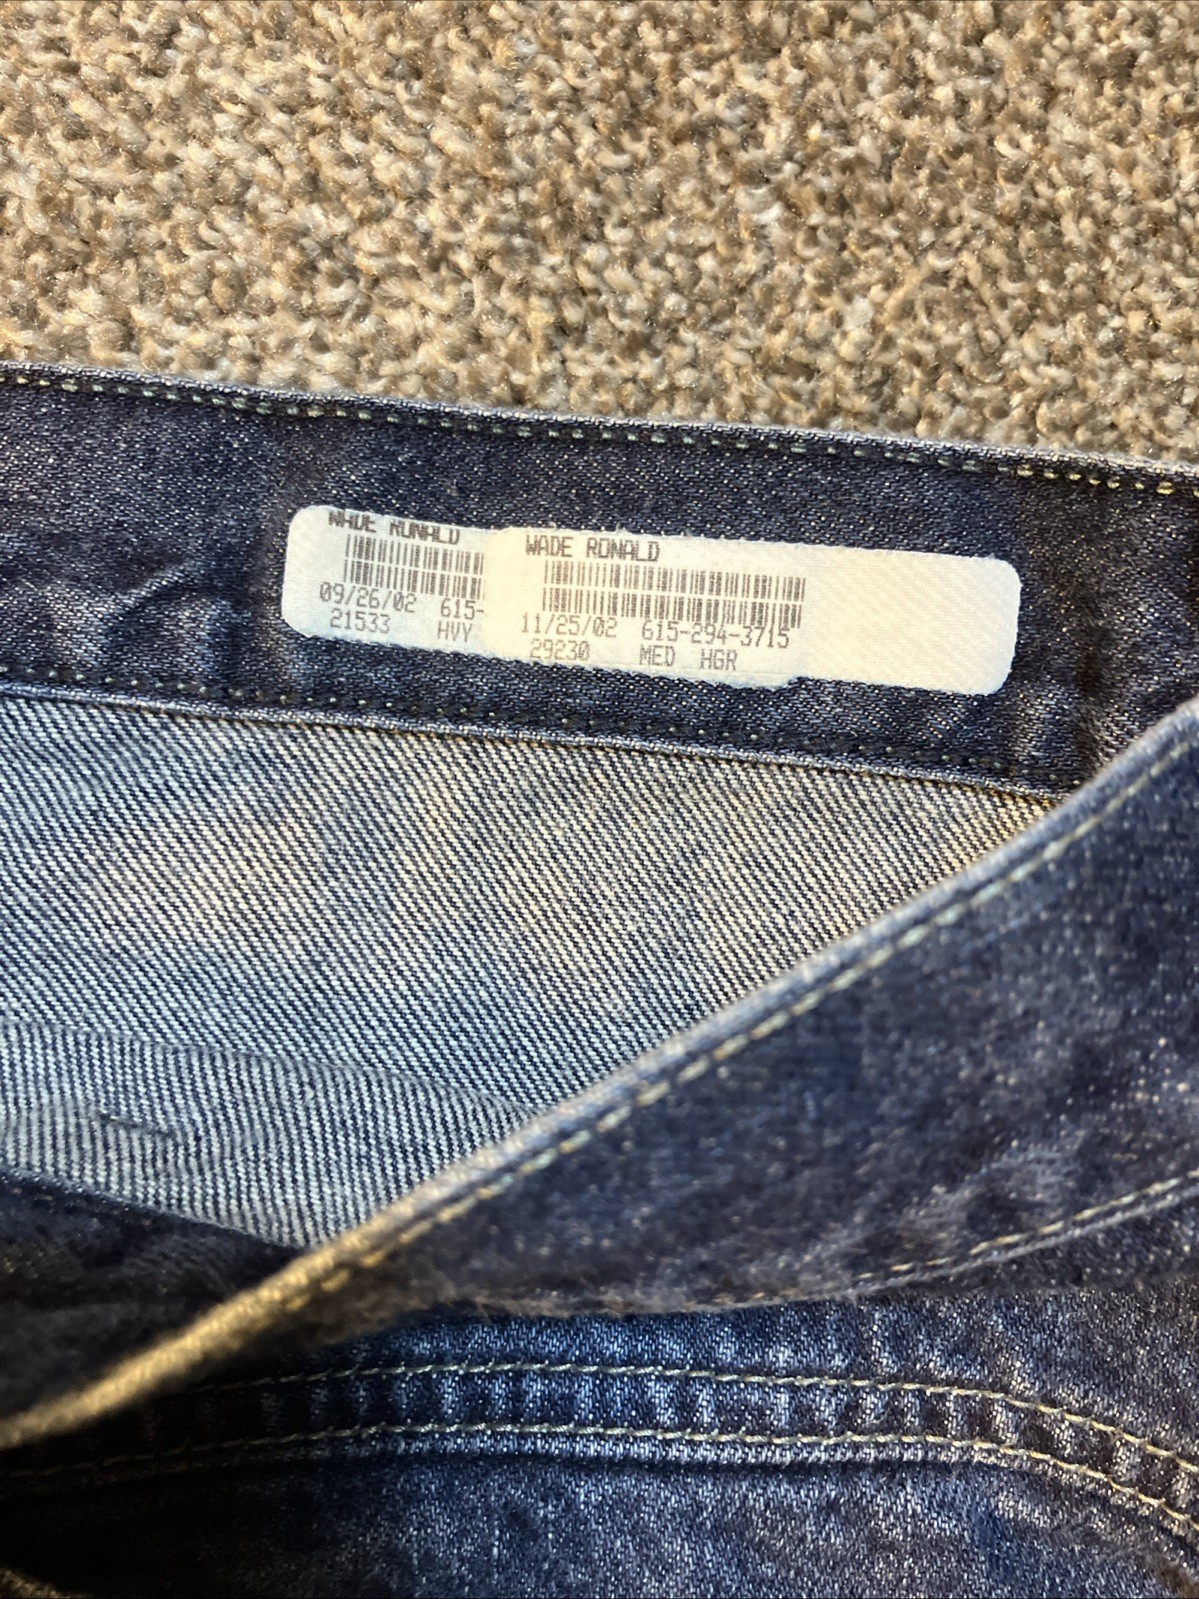 WADE RONALD
09/26/02 615-
21533 HVY
WADE RONALD
11/25/02 615-294-3715
29230 MED HGR